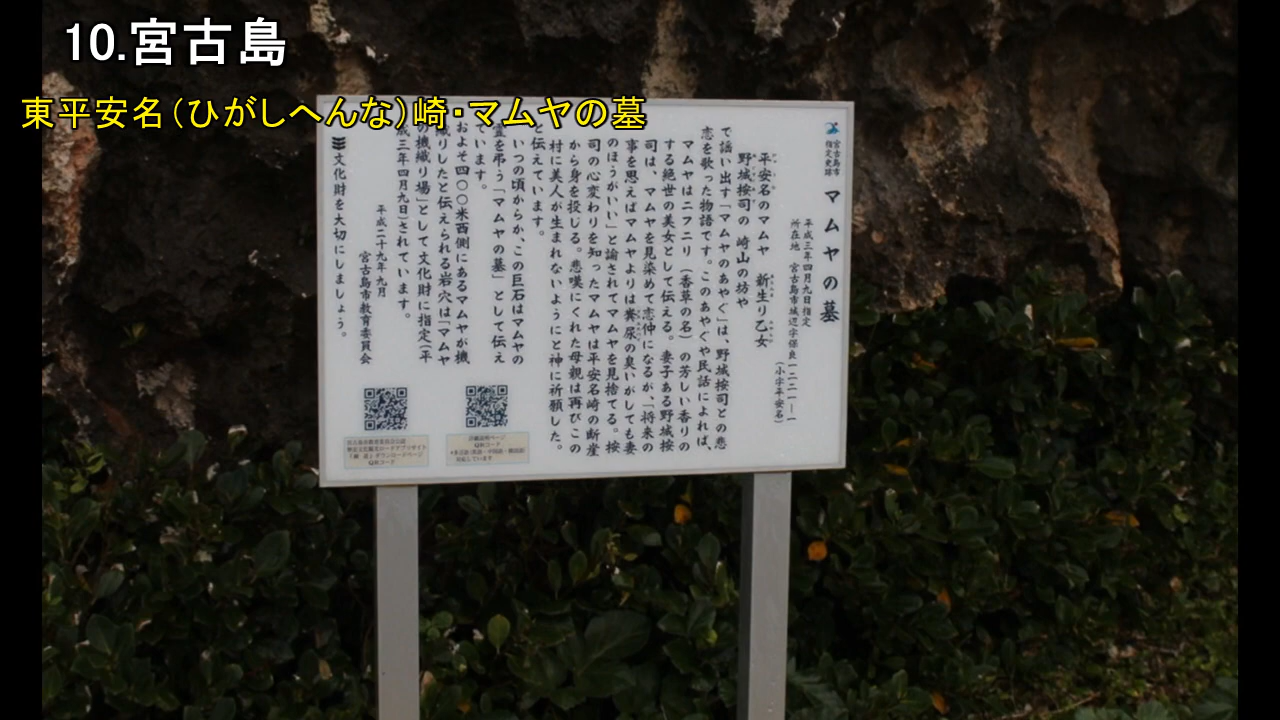 10.宮古島
東平安名(ひがしへんな)崎・マムヤの墓
宮古島市
指定史跡
マムヤの墓
平成三年四月九日指定
所在地 宮古島市城辺字保良一二二一―一
(小字平安名)
平安名のマムヤ 新生り乙女
野城按司の 崎山の坊や
で謡い出す「マムヤのあやぐ」は、野城按司との悲
恋を歌った物語です。このあやぐや民話によれば、
マムヤはニフニリ(香草の名)の芳しい香りの
する絶世の美女として伝える。妻子ある野城按
司は、マムヤを見染めて恋仲になるが、「将来の
事を思えばマムヤよりは糞尿の臭いがしても妻
のほうがいい」と諭されてマムヤを見捨てる。按
司の心変わりを知ったマムヤは平安名崎の断崖
から身を投じる。悲嘆にくれた母親は再びこの
村に美人が生まれないようにと神に祈願した。
と伝えています。
いつの頃からか、この巨石はマムヤの
霊を弔う「マムヤの墓」として伝え
ています。
およそ四〇〇米西側にあるマムヤが機
織りしたと伝えられる岩穴は「マムヤ
の機織り場」として文化財に指定(平
成三年四月九日)されています。
平成二十九年九月
宮古島市教育委員会
文化財を大切にしましょう。
QRコード
QRコード